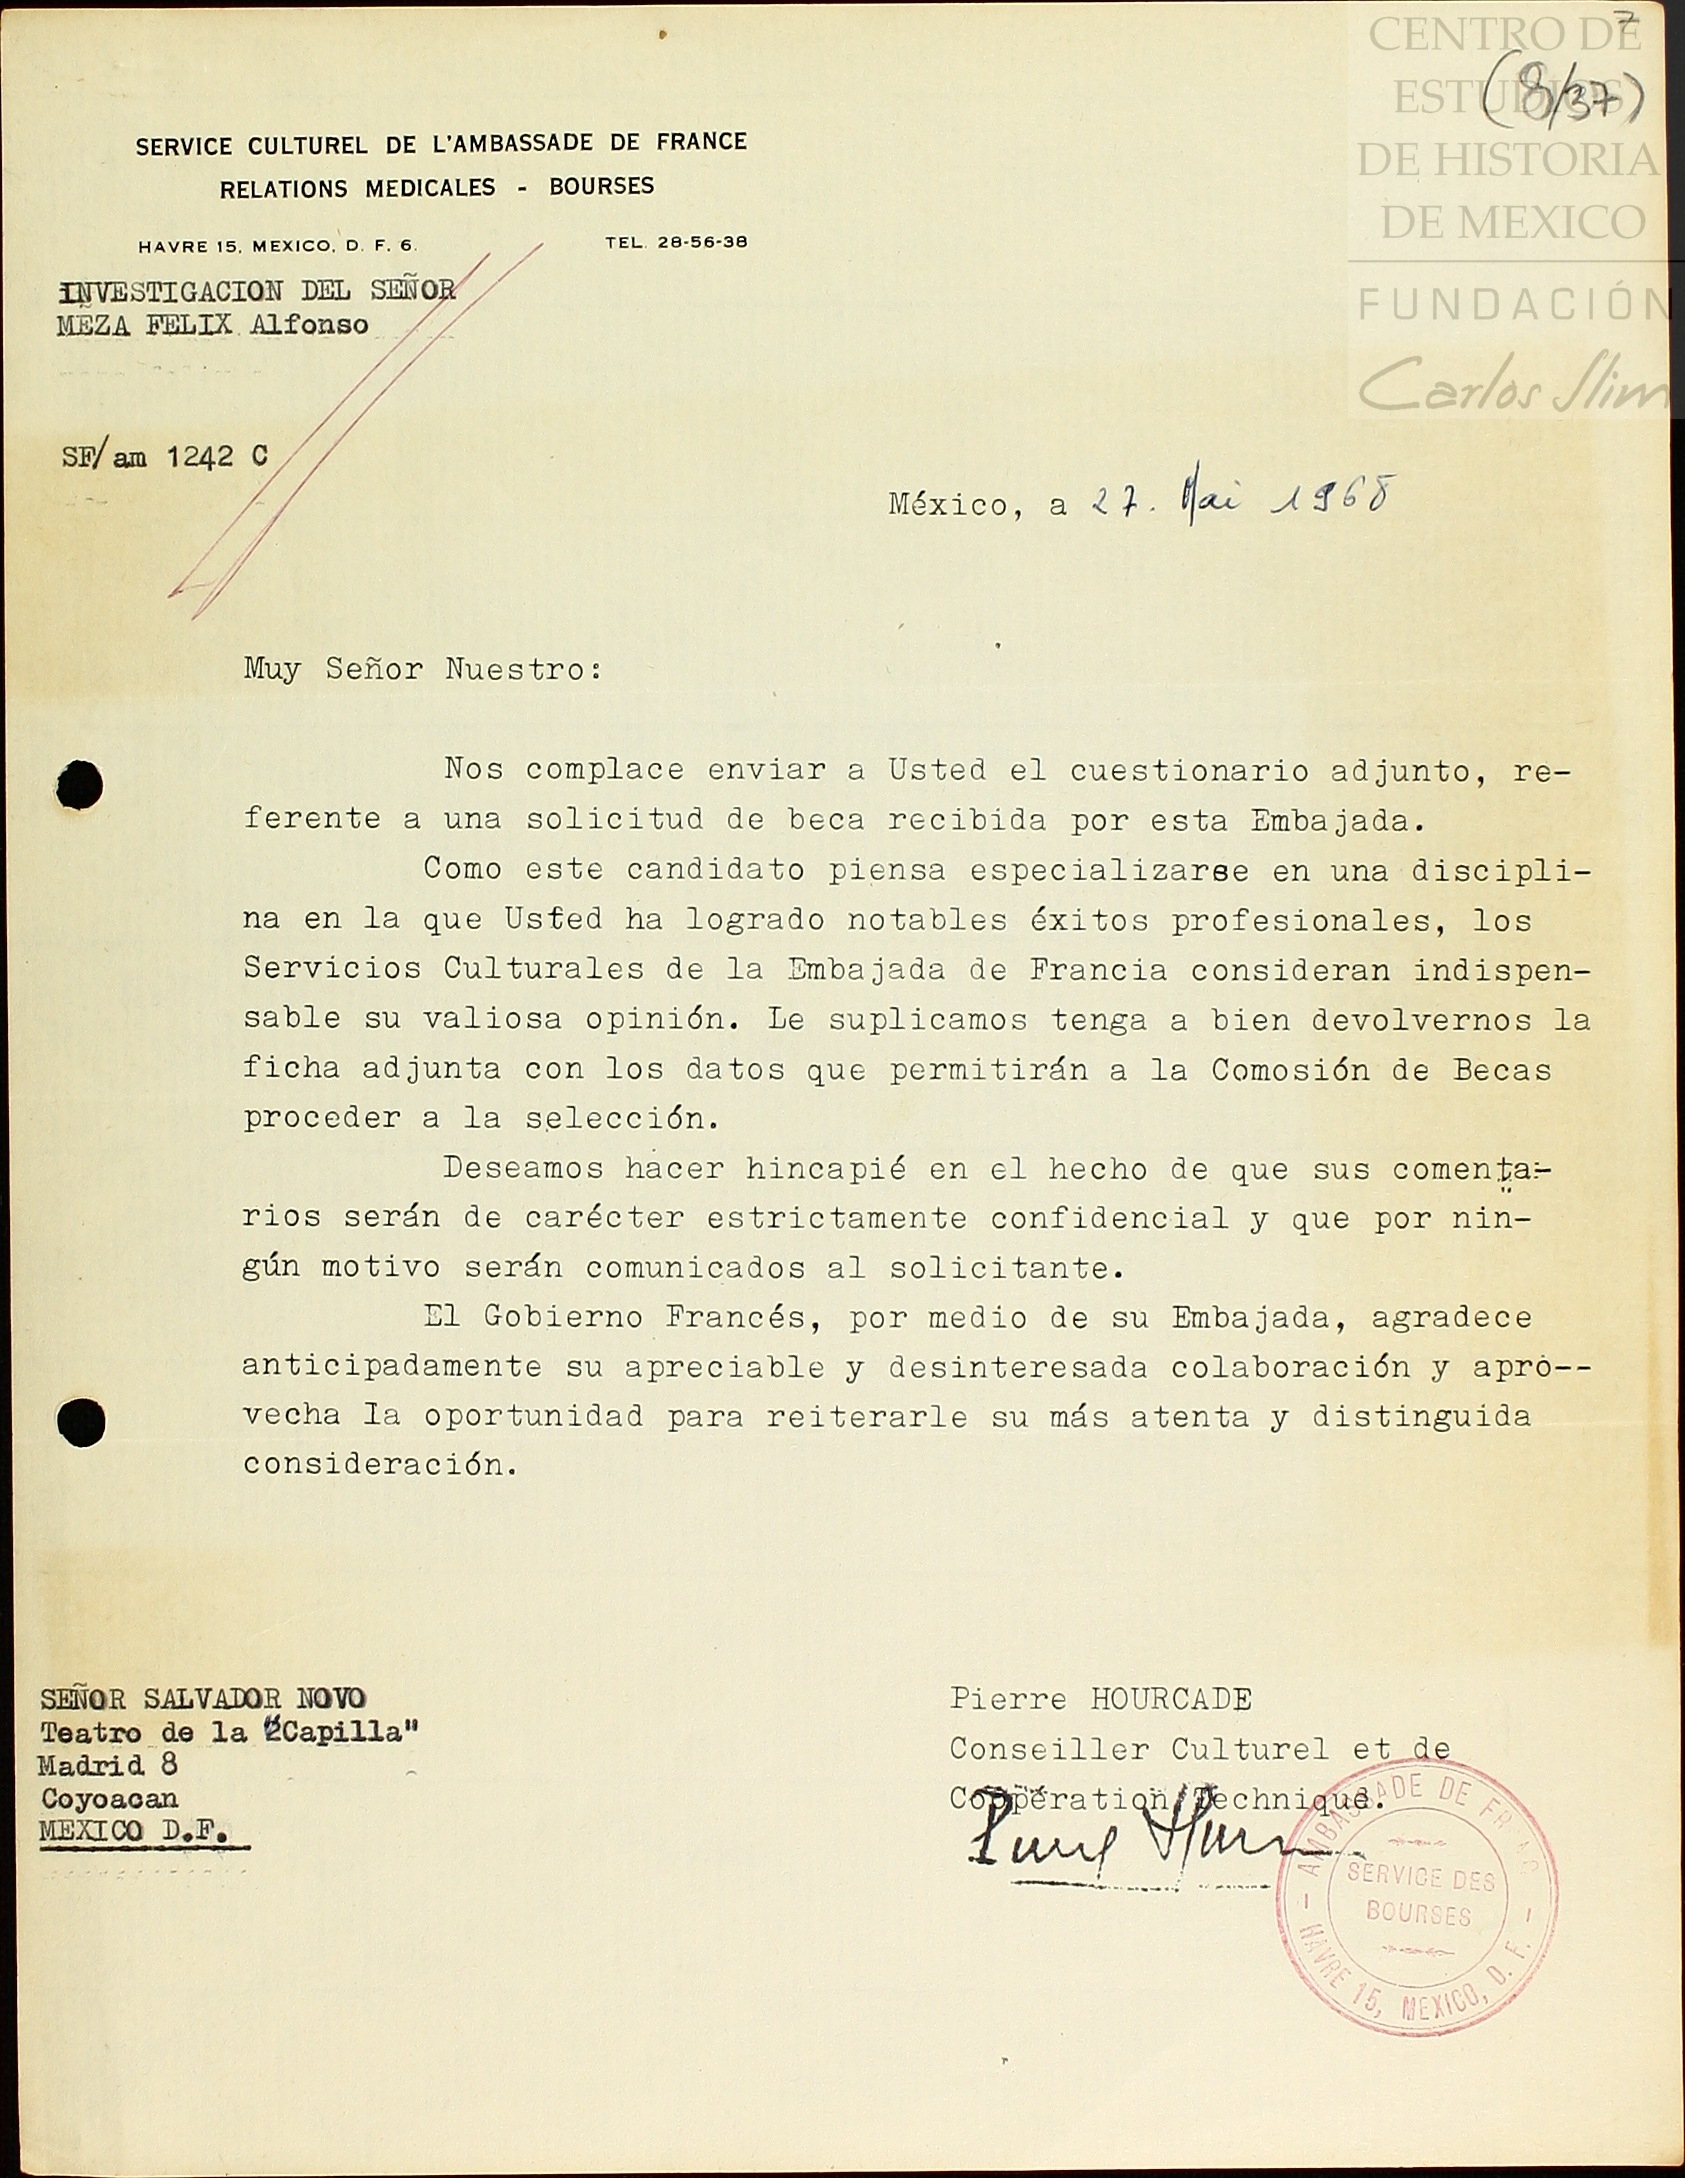 7
CENTRO DE
ESTUDIOS
(8/37)
DE HISTORIA
DE MEXICO
FUNDACIÓN
Carlos Slim
SERVICE CULTUREL DE L'AMBASSADE DE FRANCE
RELATIONS MEDICALES - BOURSES
HAVRE 15, MEXICO, D. F. 6. TEL. 28-56-38
INVESTIGACION DEL SEÑOR
MEZA FELIX Alfonso
SF/am 1242 C
México, a 27. Mai 1968
Muy Señor Nuestro:
Nos complace enviar a Usted el cuestionario adjunto, re-
ferente a una solicitud de beca recibida por esta Embajada.
Como este candidato piensa especializarse en una discipli-
na en la que Usted ha logrado notables éxitos profesionales, los
Servicios Culturales de la Embajada de Francia consideran indispen-
sable su valiosa opinión. Le suplicamos tenga a bien devolvernos la
ficha adjunta con los datos que permitirán a la Comosión de Becas
proceder a la selección.
Deseamos hacer hincapié en el hecho de que sus comenta-
rios serán de carécter estrictamente confidencial y que por nin-
gún motivo serán comunicados al solicitante.
El Gobierno Francés, por medio de su Embajada, agradece
anticipadamente su apreciable y desinteresada colaboración y apro--
vecha la oportunidad para reiterarle su más atenta y distinguida
consideración.
SEÑOR SALVADOR NOVO
Teatro de la "Capilla"
Madrid 8
Coyoacan
MEXICO D.F.
Pierre HOURCADE
Conseiller Culturel et de
Coopération Technique.
AMBASSADE DE FRANCE
SERVICE DES
BOURSES
- HAVRE 15, MEXICO, D. F. -